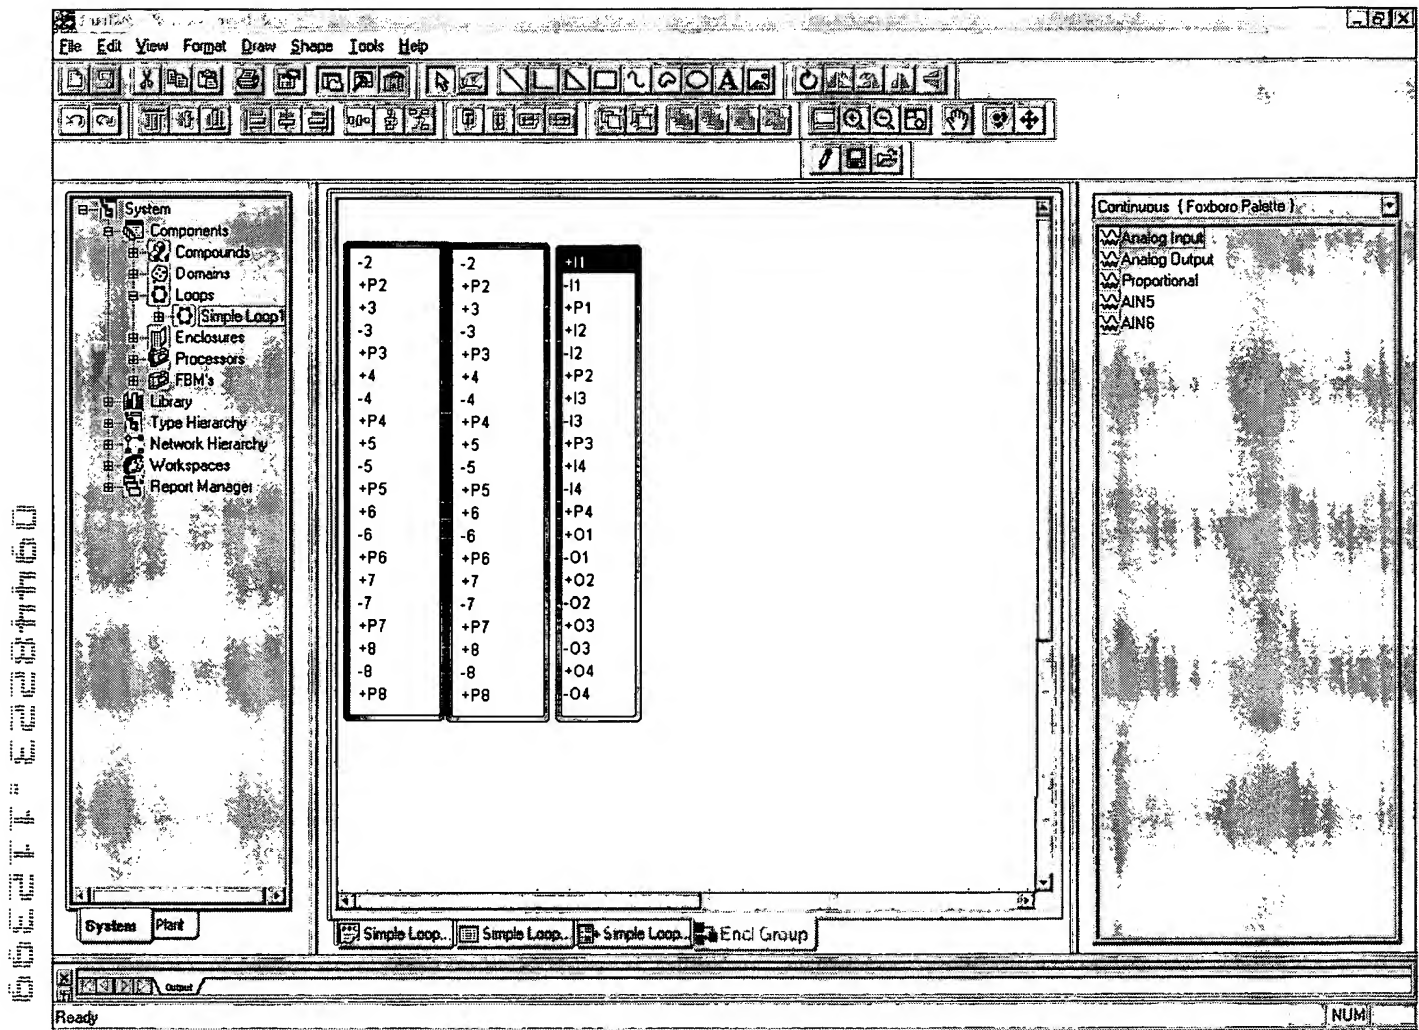 File Edit View Format Draw Shape Tools Help
System
Components
Compounds
Domains
Loops
Simple Loop1
Enclosures
Processors
FBM's
Library
Type Hierarchy
Network Hierarchy
Workspaces
Report Manager
System Plant
-2
+P2
+3
-3
+P3
+4
-4
+P4
+5
-5
+P5
+6
-6
+P6
+7
-7
+P7
+8
-8
+P8
-2
+P2
+3
-3
+P3
+4
-4
+P4
+5
-5
+P5
+6
-6
+P6
+7
-7
+P7
+8
-8
+P8
+I1
-I1
+P1
+I2
-I2
+P2
+I3
-I3
+P3
+I4
-I4
+P4
+O1
-O1
+O2
-O2
+O3
-O3
+O4
-O4
Simple Loop... Simple Loop... Simple Loop... Encl Group
Continuous { Foxboro Palette }
Analog Input
Analog Output
Proportional
AIN5
AIN6
Output
Ready NUM